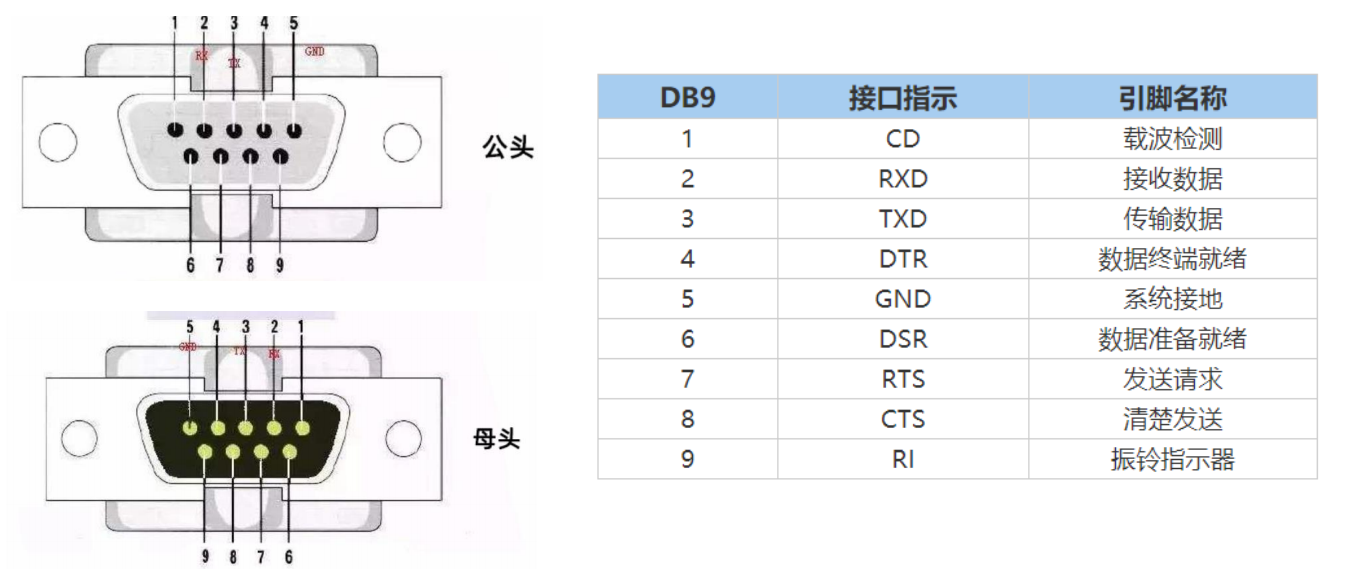 1 2 3 4 5
RX TX GND
公头
6 7 8 9
5 4 3 2 1
GND TX RX
母头
9 8 7 6
DB9 接口指示 引脚名称
1 CD 载波检测
2 RXD 接收数据
3 TXD 传输数据
4 DTR 数据终端就绪
5 GND 系统接地
6 DSR 数据准备就绪
7 RTS 发送请求
8 CTS 清楚发送
9 RI 振铃指示器